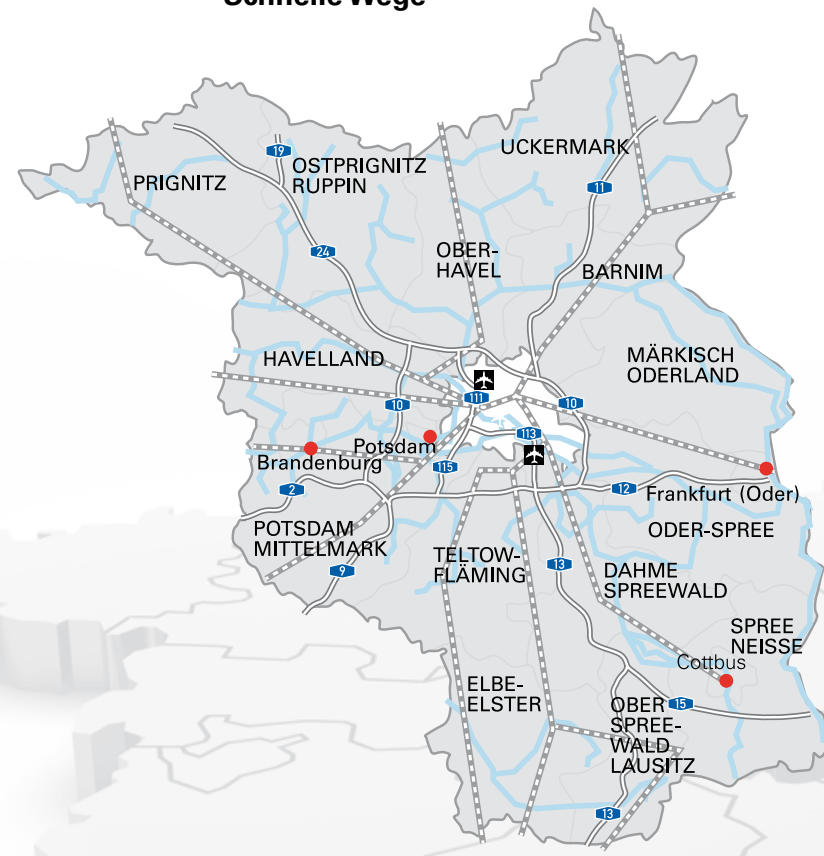 Schnelle Wege
UCKERMARK
19
OSTPRIGNITZ
RUPPIN
PRIGNITZ
11
24
OBER-
HAVEL
BARNIM
HAVELLAND
MÄRKISCH
ODERLAND
111
10
10
113
Potsdam
Brandenburg
115
2
12
Frankfurt (Oder)
POTSDAM
MITTELMARK
ODER-SPREE
TELTOW-
FLÄMING
9
13
DAHME
SPREEWALD
SPREE
NEISSE
Cottbus
ELBE-
ELSTER
15
OBER
SPREE-
WALD
LAUSITZ
13